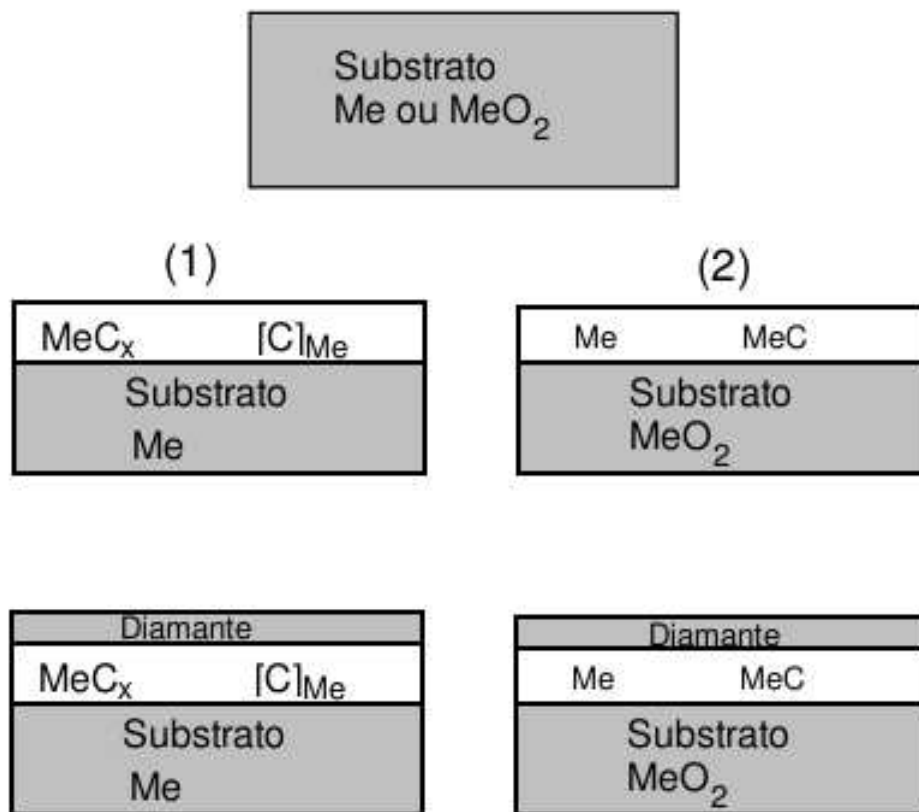 Substrato
Me ou MeO₂
(1)
(2)
MeCₓ [C]Me
Me MeC
Substrato
Me
Substrato
MeO₂
Diamante
MeCₓ [C]Me
Substrato
Me
Diamante
Me MeC
Substrato
MeO₂